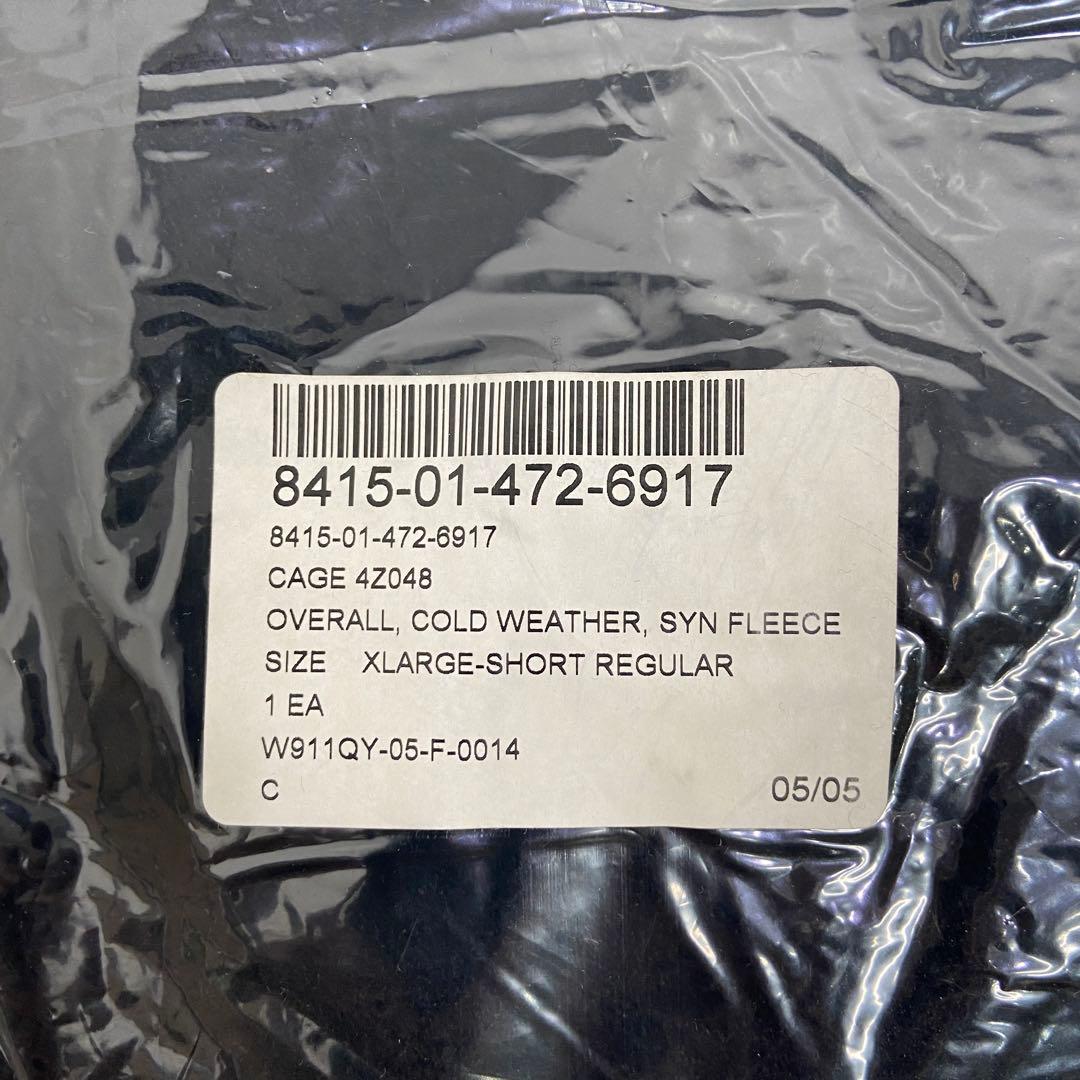 8415-01-472-6917
8415-01-472-6917
CAGE 4Z048
OVERALL, COLD WEATHER, SYN FLEECE
SIZE XLARGE-SHORT REGULAR
1 EA
W911QY-05-F-0014
C 05/05